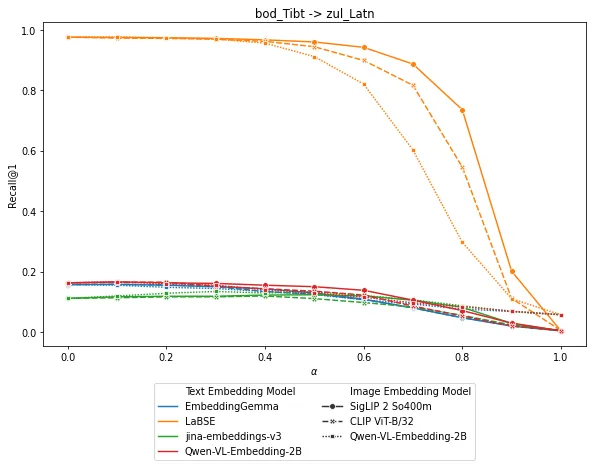 bod_Tibt -> zul_Latn
Recall@1
1.0
0.8
0.6
0.4
0.2
0.0
0.0 0.2 0.4 0.6 0.8 1.0
α
Text Embedding Model
EmbeddingGemma
LaBSE
jina-embeddings-v3
Qwen-VL-Embedding-2B
Image Embedding Model
SigLIP 2 So400m
CLIP ViT-B/32
Qwen-VL-Embedding-2B